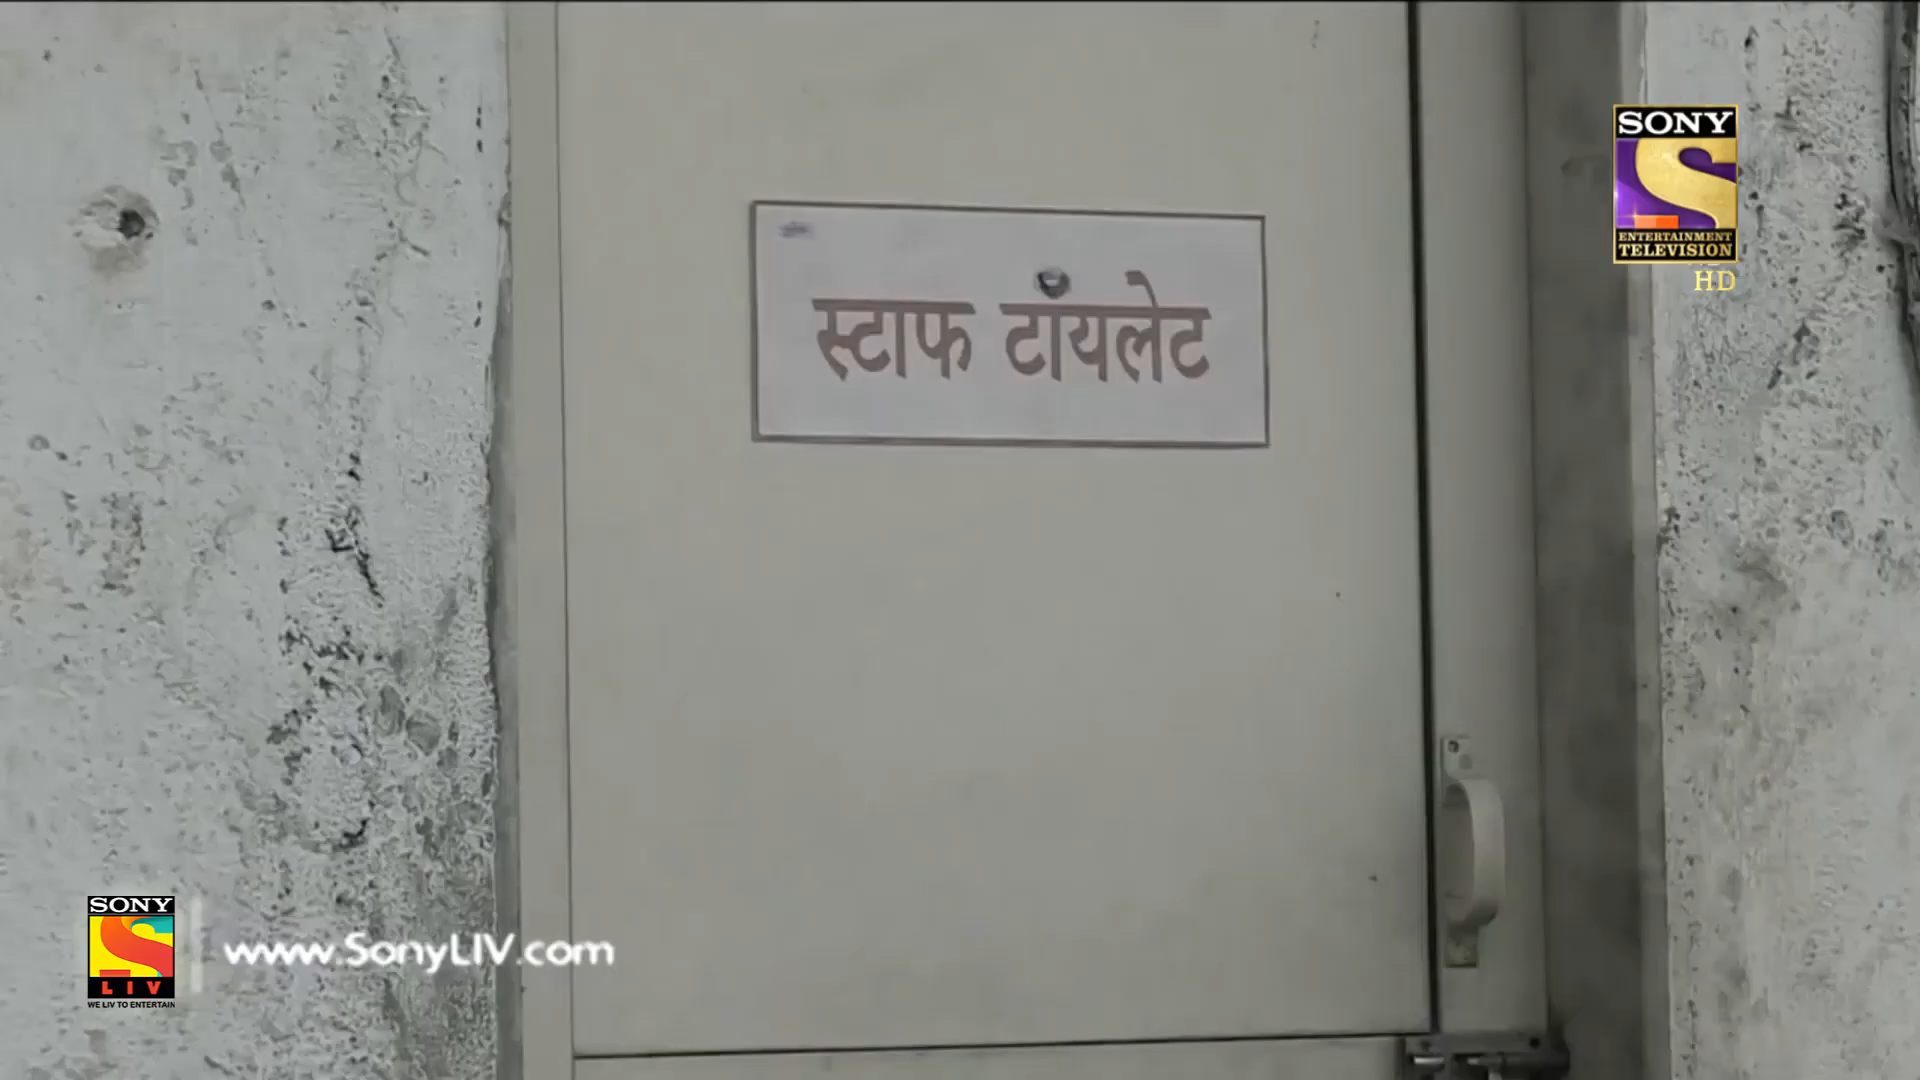 SONY
ENTERTAINMENT
TELEVISION
HD
स्टाफ टॉयलेट
SONY
LIV
WE LIV TO ENTERTAIN
www.SonyLIV.com